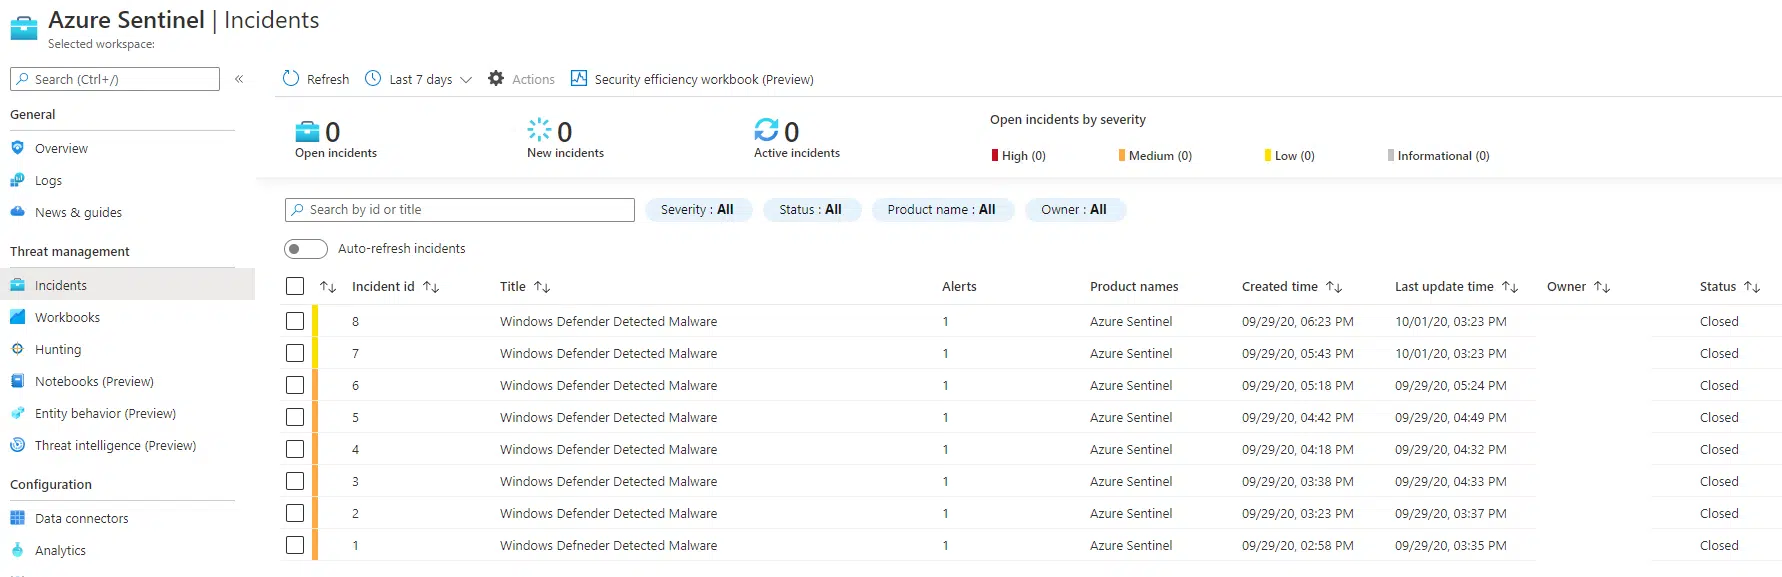 Azure Sentinel | Incidents
Selected workspace:
Search (Ctrl+/)
«
General
Overview
Logs
News & guides
Threat management
Incidents
Workbooks
Hunting
Notebooks (Preview)
Entity behavior (Preview)
Threat intelligence (Preview)
Configuration
Data connectors
Analytics
Refresh Last 7 days Actions Security efficiency workbook (Preview)
0 Open incidents
0 New incidents
0 Active incidents
Open incidents by severity
High (0) Medium (0) Low (0) Informational (0)
Search by id or title Severity : All Status : All Product name : All Owner : All
Auto-refresh incidents
Incident id Title Alerts Product names Created time Last update time Owner Status
8 Windows Defender Detected Malware 1 Azure Sentinel 09/29/20, 06:23 PM 10/01/20, 03:23 PM Closed
7 Windows Defender Detected Malware 1 Azure Sentinel 09/29/20, 05:43 PM 10/01/20, 03:23 PM Closed
6 Windows Defender Detected Malware 1 Azure Sentinel 09/29/20, 05:18 PM 09/29/20, 05:24 PM Closed
5 Windows Defender Detected Malware 1 Azure Sentinel 09/29/20, 04:42 PM 09/29/20, 04:49 PM Closed
4 Windows Defender Detected Malware 1 Azure Sentinel 09/29/20, 04:18 PM 09/29/20, 04:32 PM Closed
3 Windows Defender Detected Malware 1 Azure Sentinel 09/29/20, 03:38 PM 09/29/20, 04:33 PM Closed
2 Windows Defender Detected Malware 1 Azure Sentinel 09/29/20, 03:23 PM 09/29/20, 03:37 PM Closed
1 Windows Defneder Detected Malware 1 Azure Sentinel 09/29/20, 02:58 PM 09/29/20, 03:35 PM Closed